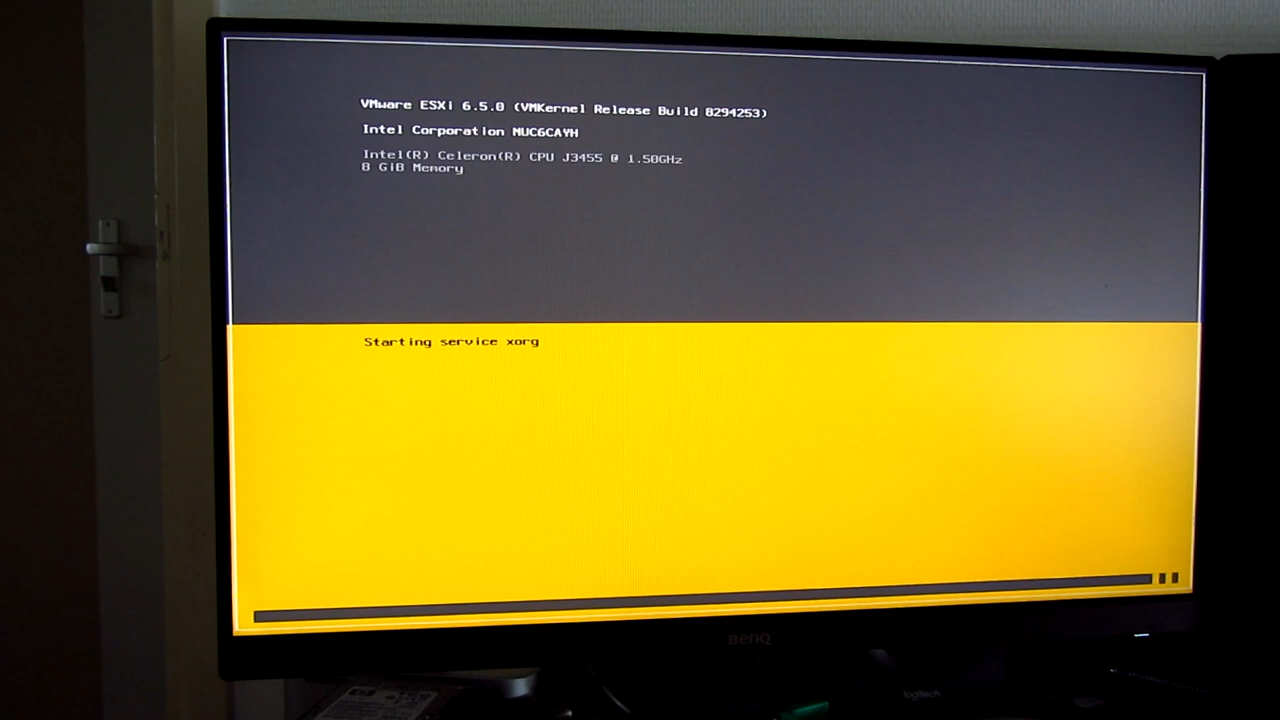 VMware ESXi 6.5.0 (VMKernel Release Build 8294253)
Intel Corporation NUC6CAYH
Intel(R) Celeron(R) CPU J3455 @ 1.50GHz
8 GiB Memory
Starting service xorg
BenQ
logitech
hp